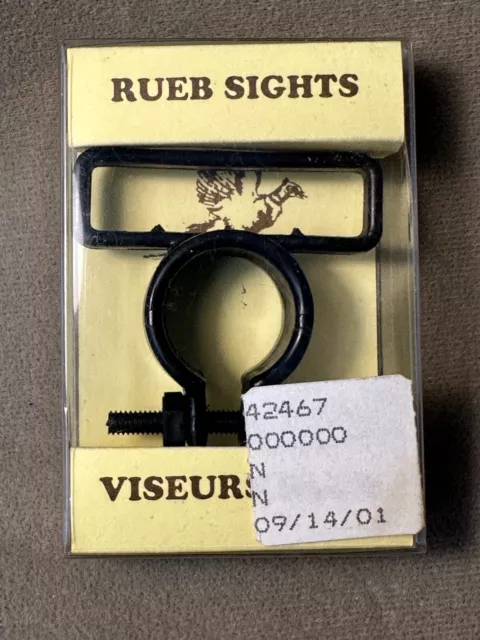 RUEB SIGHTS
42467
000000
N
N
09/14/01
VISEURS